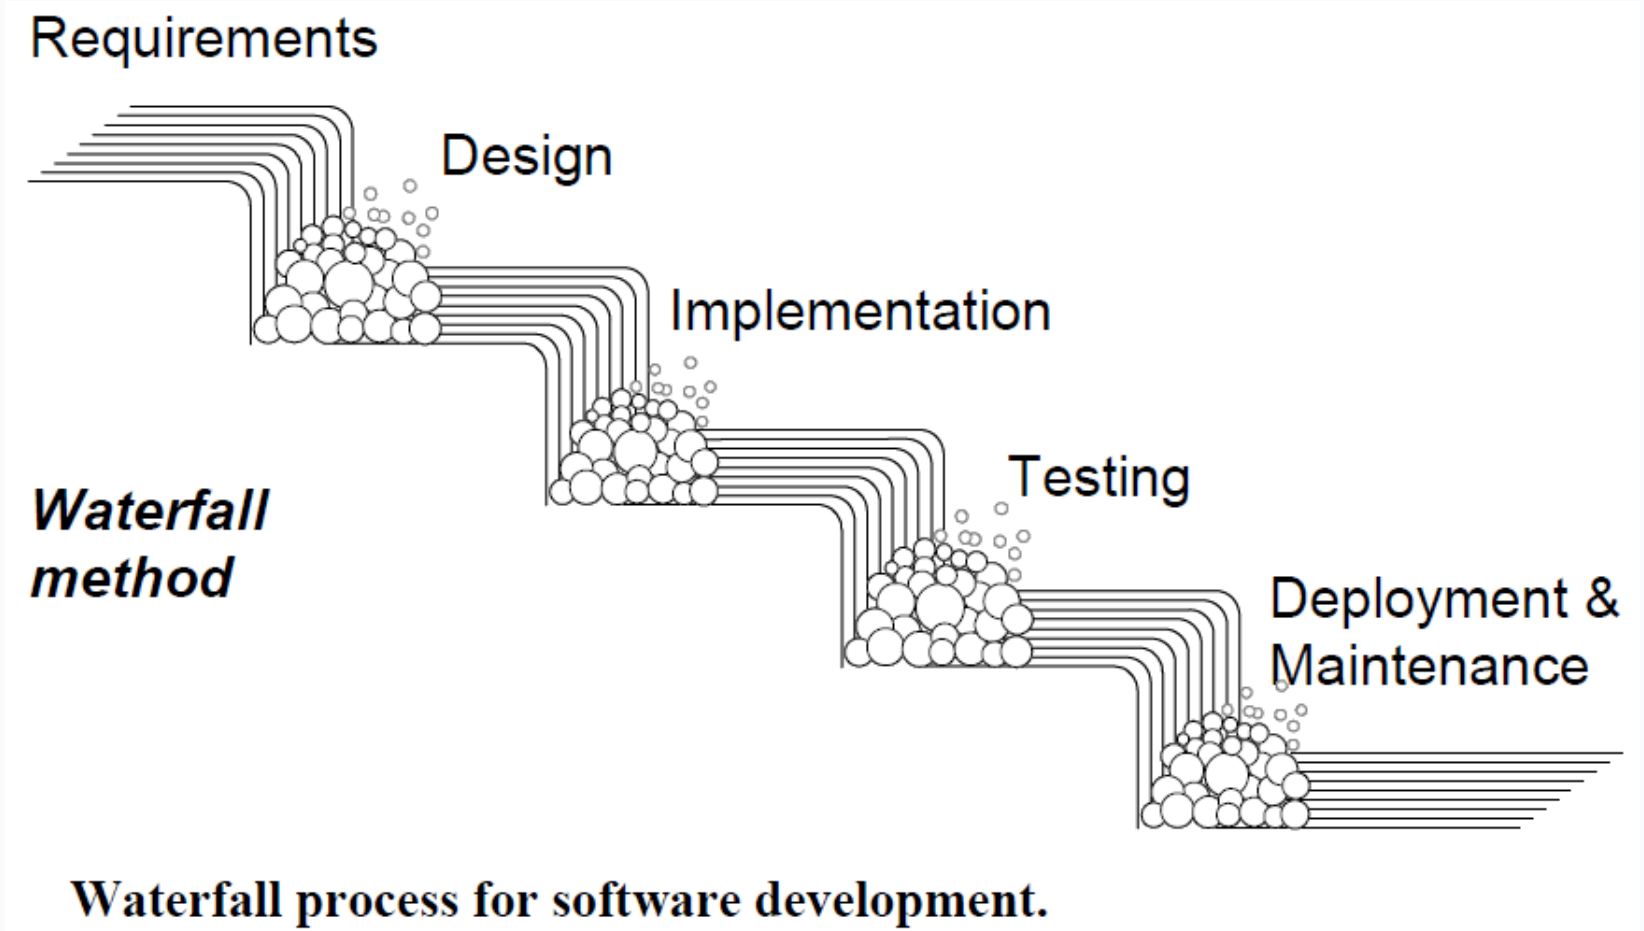 Requirements
Design
Implementation
Testing
Waterfall
method
Deployment &
Maintenance
Waterfall process for software development.